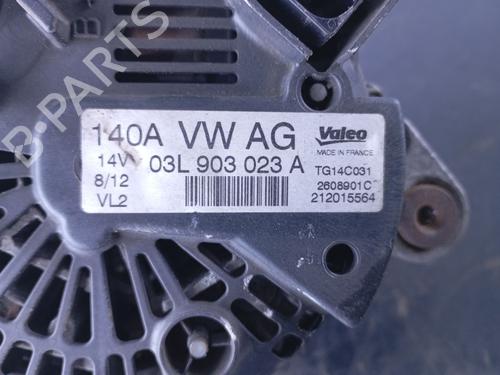 140A VW AG
14V 03L 903 023 A
8/12
VL2
Valeo
MADE IN FRANCE
TG14C031
2608901C
212015564
B-PARTS